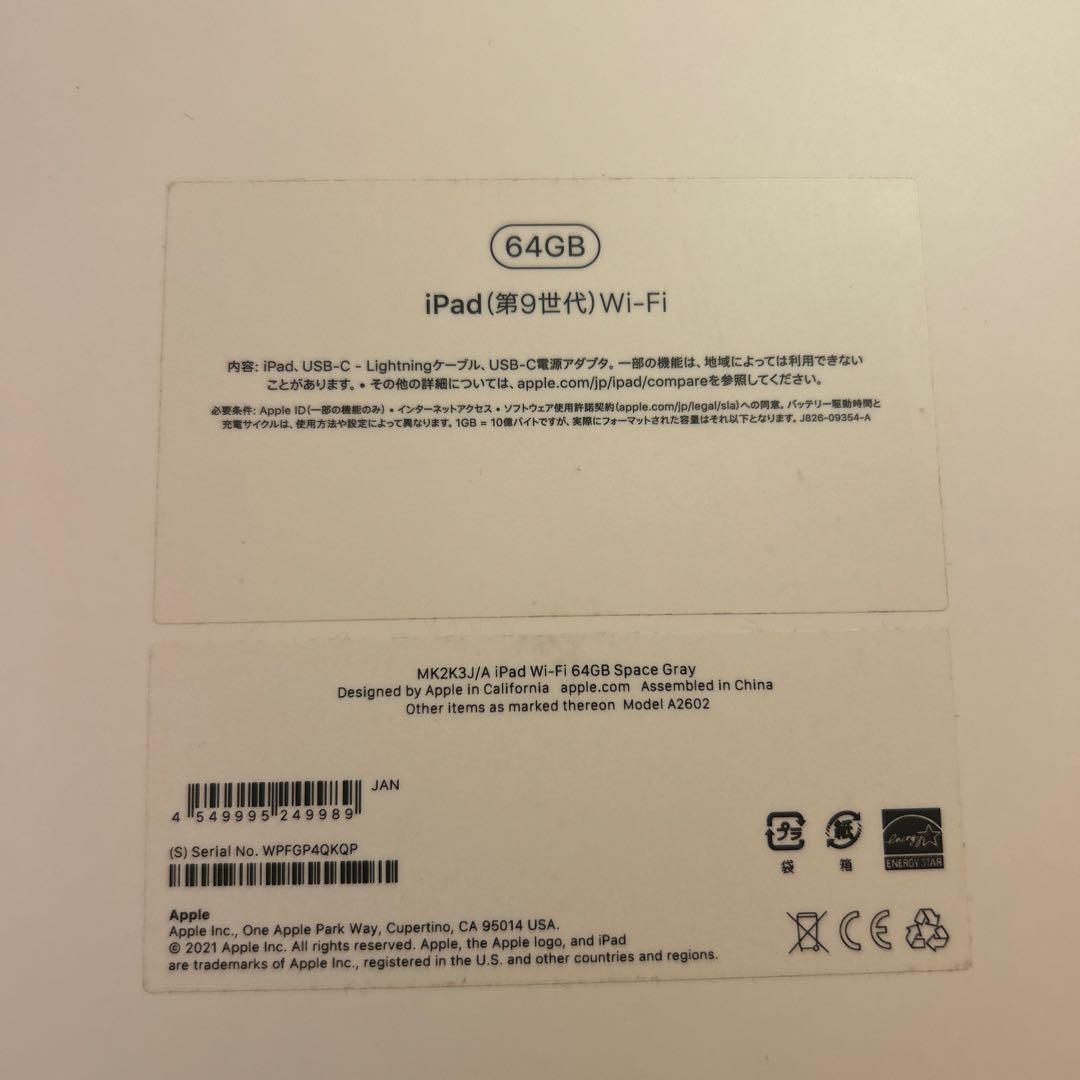 64GB
iPad(第9世代)Wi-Fi
内容: iPad、USB-C - Lightningケーブル、USB-C電源アダプタ。一部の機能は、地域によっては利用できない
ことがあります。• その他の詳細については、apple.com/jp/ipad/compareを参照してください。
必要条件: Apple ID(一部の機能のみ) • インターネットアクセス • ソフトウェア使用許諾契約(apple.com/jp/legal/sla)への同意。バッテリー駆動時間と
充電サイクルは、使用方法や設定によって異なります。1GB = 10億バイトですが、実際にフォーマットされた容量はそれ以下となります。J826-09354-A
MK2K3J/A iPad Wi-Fi 64GB Space Gray
Designed by Apple in California apple.com Assembled in China
Other items as marked thereon Model A2602
JAN
4 549995 249989
(S) Serial No. WPFGP4QKQP
プラ
袋
紙
箱
energy
ENERGY STAR
Apple
Apple Inc., One Apple Park Way, Cupertino, CA 95014 USA.
© 2021 Apple Inc. All rights reserved. Apple, the Apple logo, and iPad
are trademarks of Apple Inc., registered in the U.S. and other countries and regions.
CE